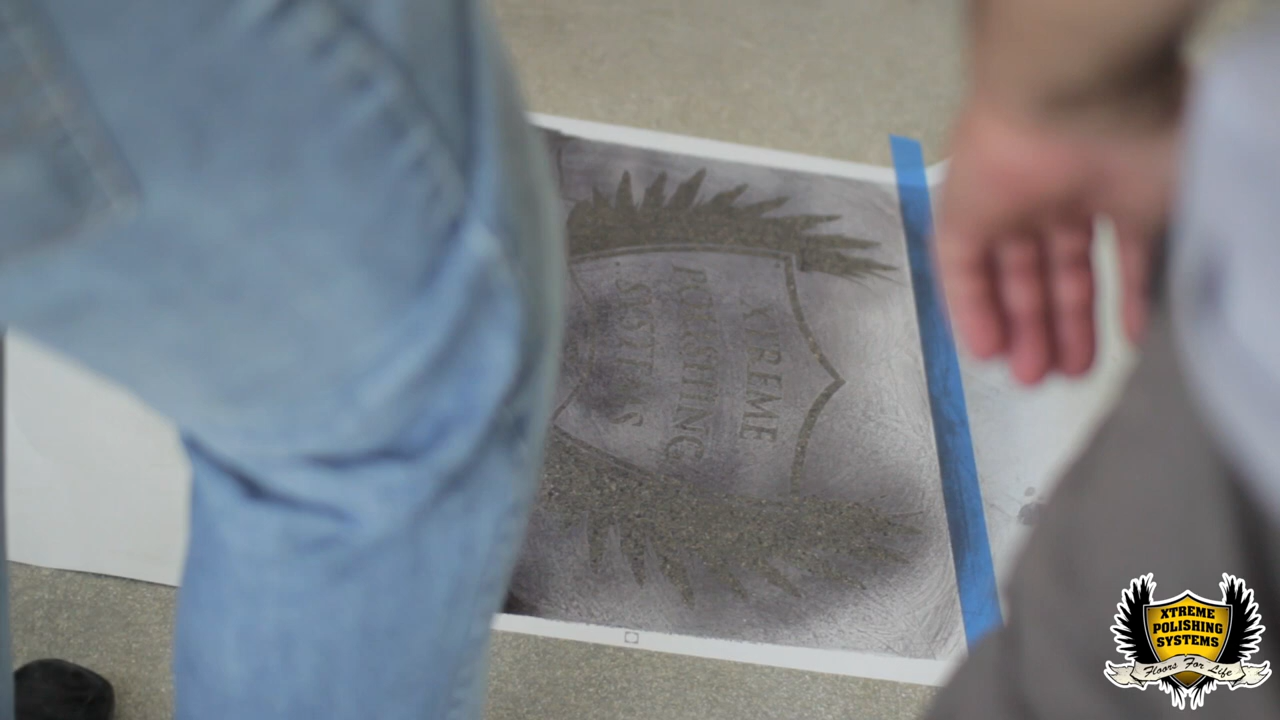 XTREME
POLISHING
SYSTEMS
XTREME
POLISHING
SYSTEMS
Floors For Life